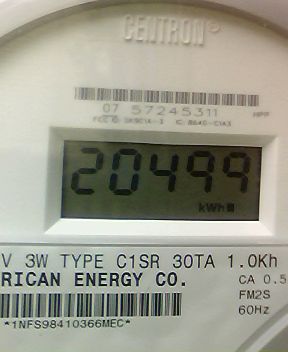 CENTRON®
07 57245311
HPP
20499
kWh
V 3W TYPE C1SR 30TA 1.0Kh
RICAN ENERGY CO.
CA 0.5
FM2S
60Hz
*1NFS98410366MEC*